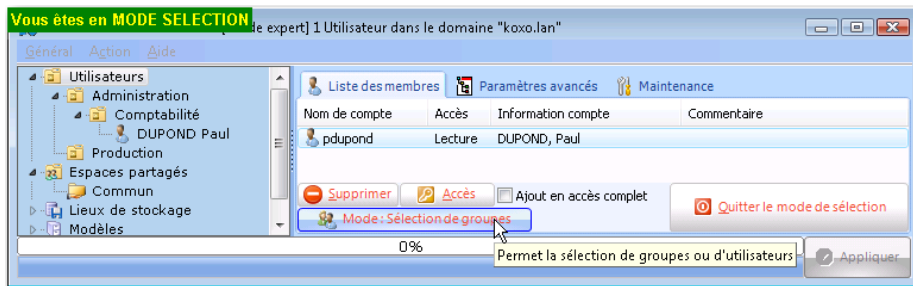 Vous êtes en MODE SELECTION
de expert] 1 Utilisateur dans le domaine "koxo.lan"
Général Action Aide
Utilisateurs
Administration
Comptabilité
DUPOND Paul
Production
Espaces partagés
Commun
Lieux de stockage
Modèles
Liste des membres Paramètres avancés Maintenance
Nom de compte Accès Information compte Commentaire
pdupond Lecture DUPOND, Paul
Supprimer Accès Ajout en accès complet
Mode : Sélection de groupes
Quitter le mode de sélection
0%
Permet la sélection de groupes ou d'utilisateurs
Appliquer